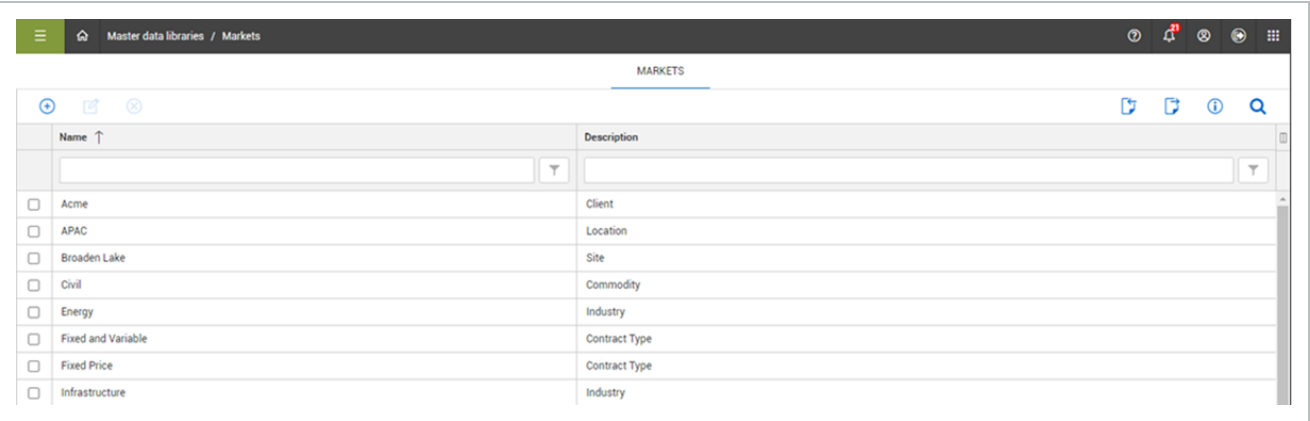 Master data libraries / Markets
21
MARKETS
Name ↑ Description
Acme Client
APAC Location
Broaden Lake Site
Civil Commodity
Energy Industry
Fixed and Variable Contract Type
Fixed Price Contract Type
Infrastructure Industry